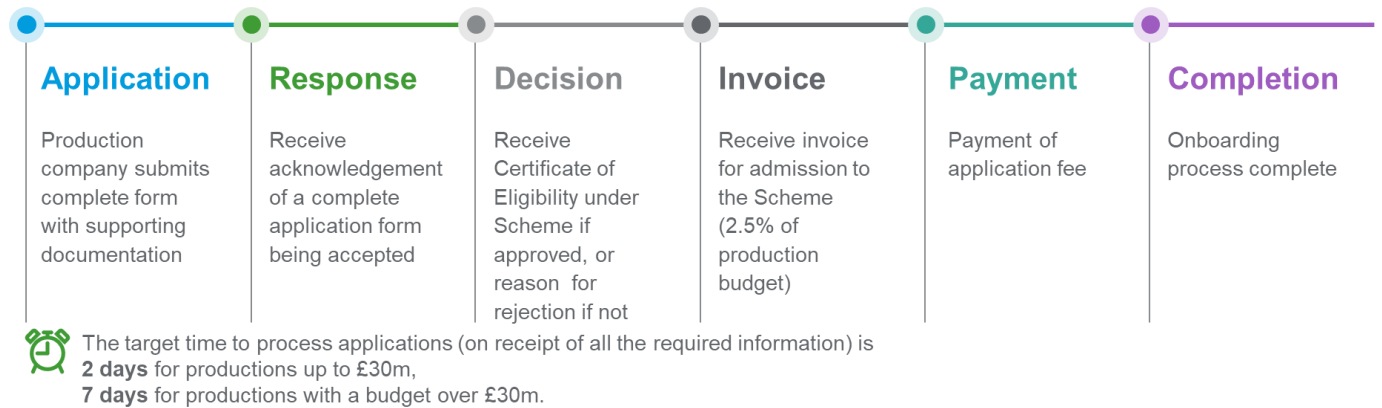 Application
Production
company submits
complete form
with supporting
documentation
Response
Receive
acknowledgement
of a complete
application form
being accepted
Decision
Receive
Certificate of
Eligibility under
Scheme if
approved, or
reason for
rejection if not
Invoice
Receive invoice
for admission to
the Scheme
(2.5% of
production
budget)
Payment
Payment of
application fee
Completion
Onboarding
process complete
The target time to process applications (on receipt of all the required information) is
2 days for productions up to £30m,
7 days for productions with a budget over £30m.